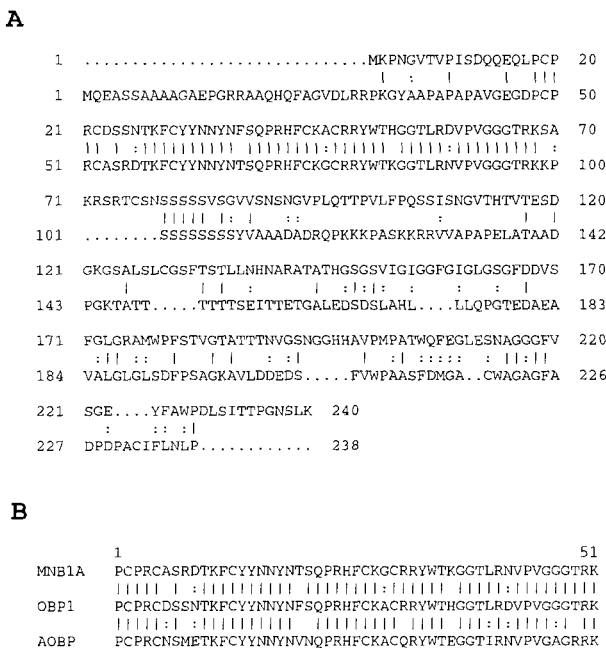 A
1 ..............................MKPNGVTVPISDQQEQLPCP 20
1 MQEASSAAAAGAEPGRRAAQHQFAGVDLRRPKGYAAPAPAPAVGEGDPCP 50
21 RCDSSNTKFCYYNNYNFSQPRHFCKACRRYWTHGGTLRDVPVGGGTRKSA 70
51 RCASRDTKFCYYNNYNTSQPRHFCKGCRRYWTKGGTLRNVPVGGGTRKKP 100
71 KRSRTCSNSSSSSVSGVVSNSNGVPLQTTPVLFPQSSISNGVTHTVTESD 120
101 ........SSSSSSSSYVAAADADRQPKKKPASKKRRVVAPAPELATAAD 142
121 GKGSALSLCGSFTSTLLNHNARATATHGSGSVIGIGGFGIGLGSGFDDVS 170
143 PGKTATT.....TTTTSEITTETGALEDSDSLAHL....LLQPGTEDAEA 183
171 FGLGRAMWPFSTVGTATTTNVGSNGGHHAVPMPATWQFEGLESNAGGGFV 220
184 VALGLGLSDFPSAGKAVLDDEDS.....FVWPAASFDMGA..CWAGAGFA 226
221 SGE....YFAWPDLSITTPGNSLK 240
227 DPDPACIFLNLP............ 238
B
1 51
MNB1A PCPRCASRDTKFCYYNNYNTSQPRHFCKGCRRYWTKGGTLRNVPVGGGTRK
OBP1 PCPRCDSSNTKFCYYNNYNFSQPRHFCKACRRYWTHGGTLRDVPVGGGTRK
AOBP PCPRCNSMETKFCYYNNYNVNQPRHFCKACQRYWTEGGTIRNVPVGAGRRK